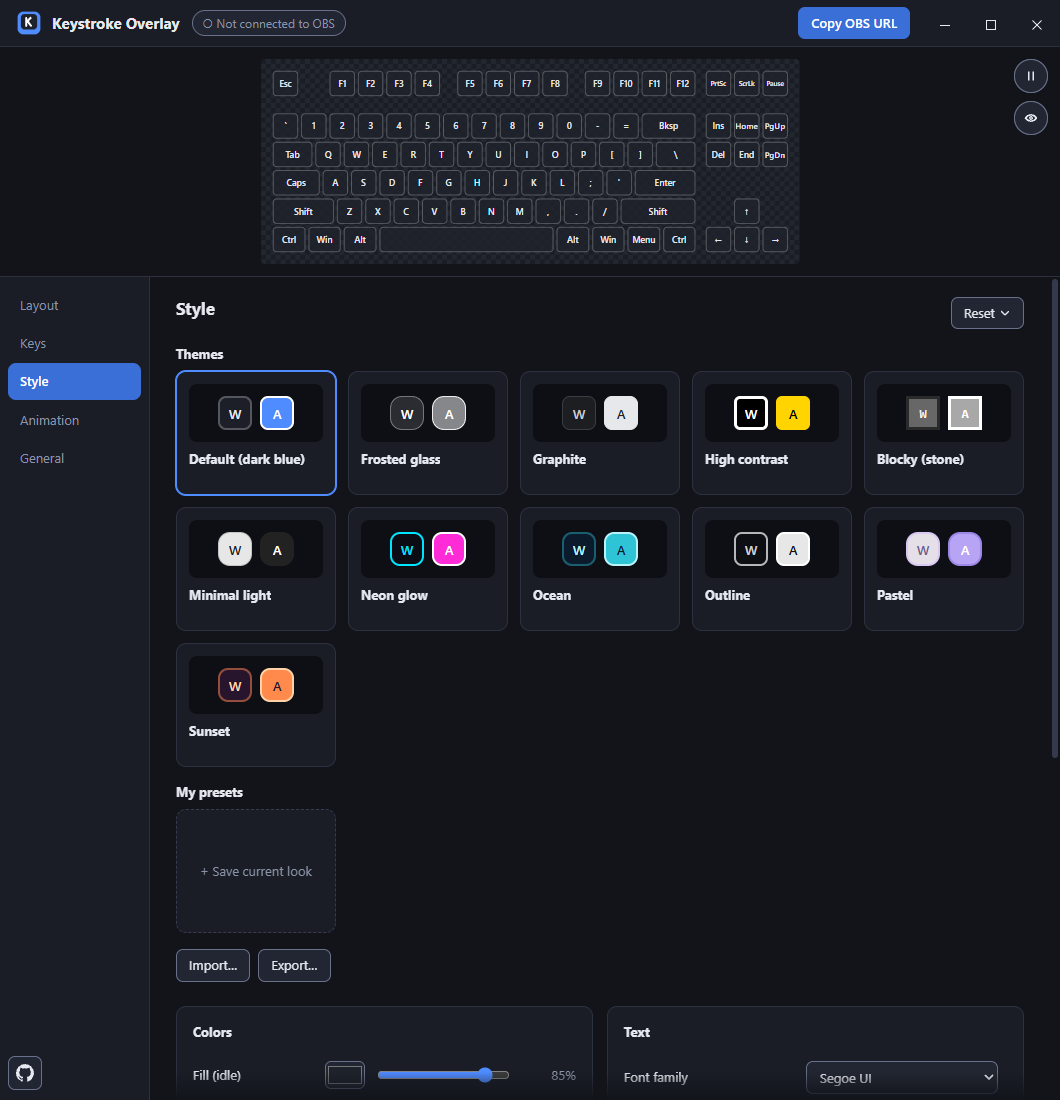 K Keystroke Overlay Not connected to OBS Copy OBS URL
Esc F1 F2 F3 F4 F5 F6 F7 F8 F9 F10 F11 F12 PrtSc ScrLk Pause
` 1 2 3 4 5 6 7 8 9 0 - = Bksp Ins Home PgUp
Tab Q W E R T Y U I O P [ ] \ Del End PgDn
Caps A S D F G H J K L ; ' Enter
Shift Z X C V B N M , . / Shift ↑
Ctrl Win Alt Alt Win Menu Ctrl ← ↓ →
Layout
Keys
Style
Animation
General
Style
Reset
Themes
W A W A W A W A W A
Default (dark blue) Frosted glass Graphite High contrast Blocky (stone)
W A W A W A W A W A
Minimal light Neon glow Ocean Outline Pastel
W A
Sunset
My presets
+ Save current look
Import... Export...
Colors
Fill (idle) 85%
Text
Font family Segoe UI